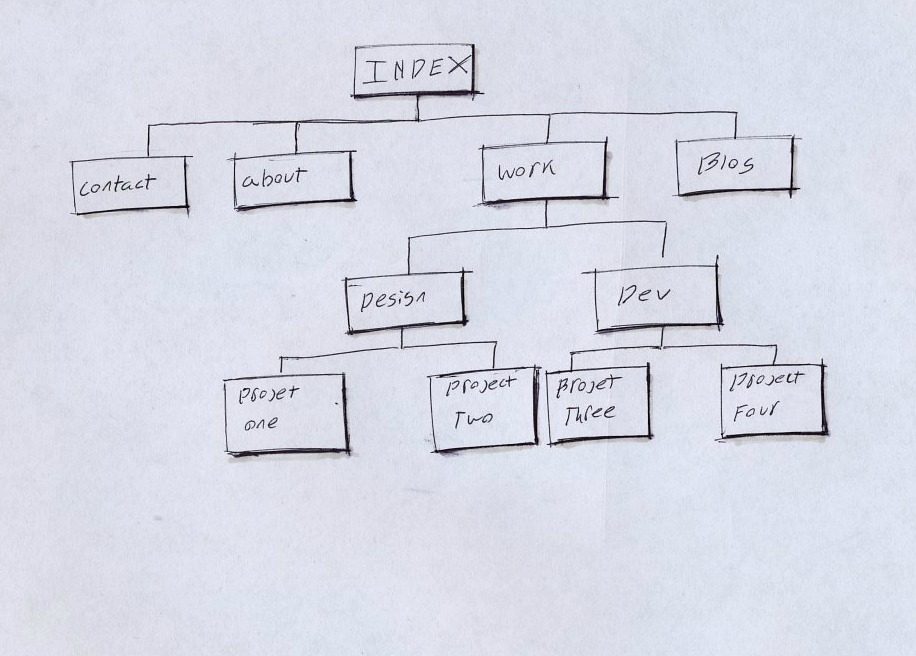 INDEX
contact
about
work
Blog
Design
Dev
Projet
one
Project
Two
Projet
Three
Project
Four